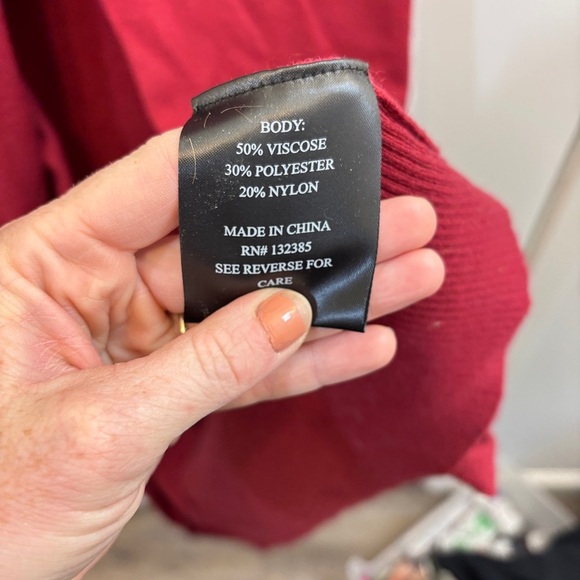 BODY:
50% VISCOSE
30% POLYESTER
20% NYLON
MADE IN CHINA
RN# 132385
SEE REVERSE FOR
CARE